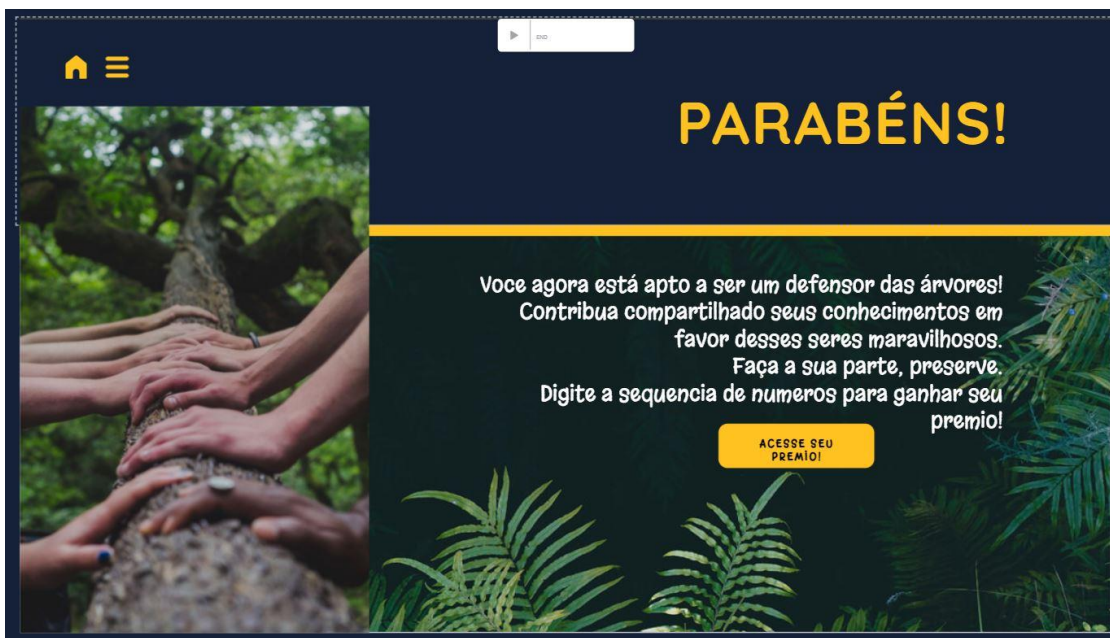 PARABÉNS!
Voce agora está apto a ser um defensor das árvores!
Contribua compartilhado seus conhecimentos em
favor desses seres maravilhosos.
Faça a sua parte, preserve.
Digite a sequencia de numeros para ganhar seu
premio!
ACESSE SEU
PREMIO!